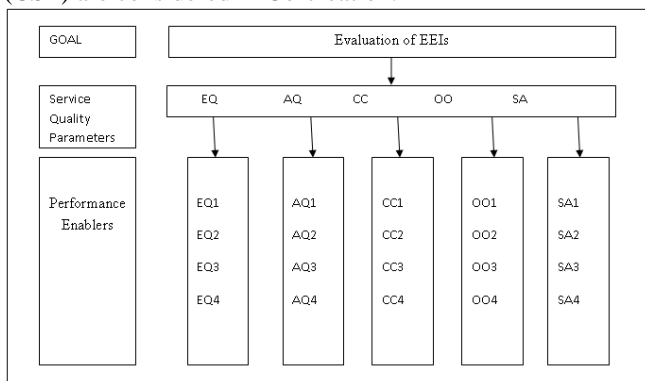 GOAL
Evaluation of EEIs
Service
Quality
Parameters
EQ AQ CC OO SA
Performance
Enablers
EQ1 AQ1 CC1 OO1 SA1
EQ2 AQ2 CC2 OO2 SA2
EQ3 AQ3 CC3 OO3 SA3
EQ4 AQ4 CC4 OO4 SA4